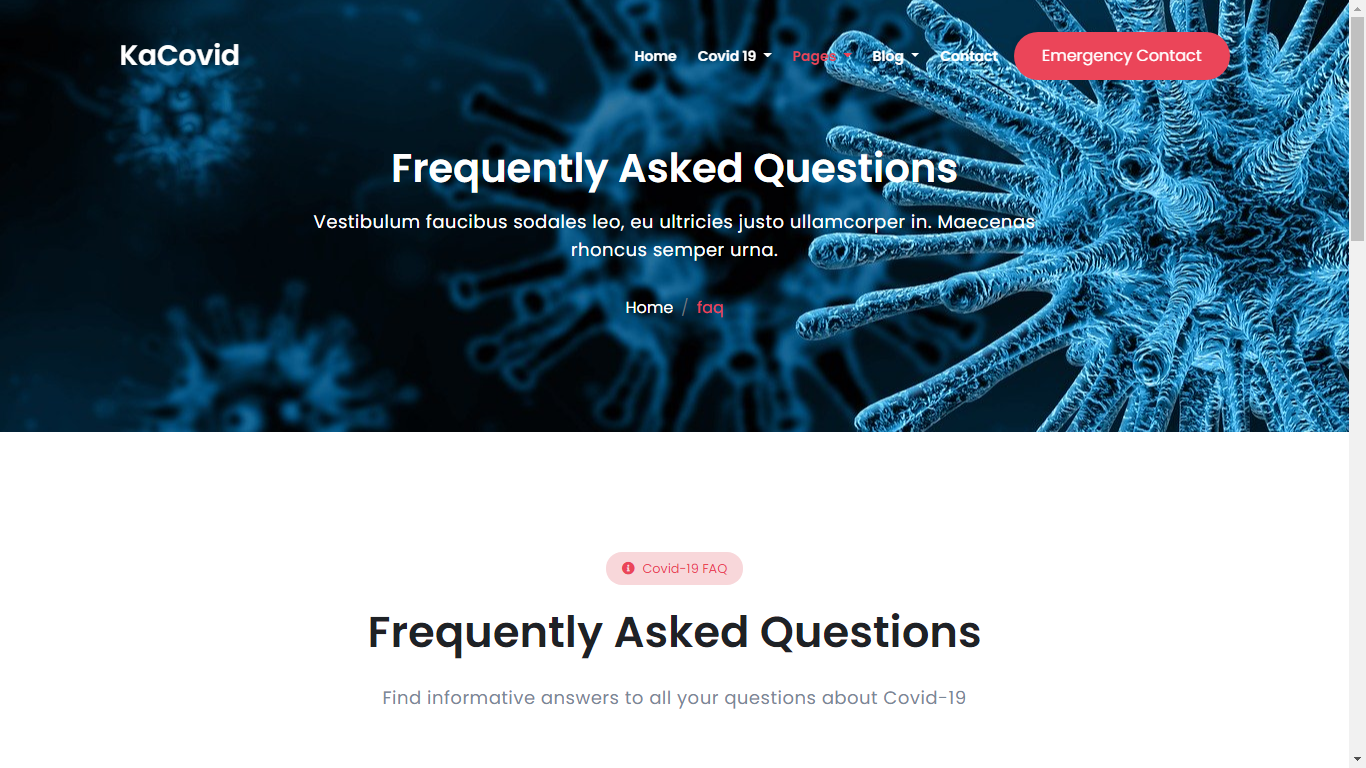 KaCovid
Home Covid 19 Pages Blog Contact Emergency Contact
Frequently Asked Questions
Vestibulum faucibus sodales leo, eu ultricies justo ullamcorper in. Maecenas
rhoncus semper urna.
Home / faq
Covid-19 FAQ
Frequently Asked Questions
Find informative answers to all your questions about Covid-19